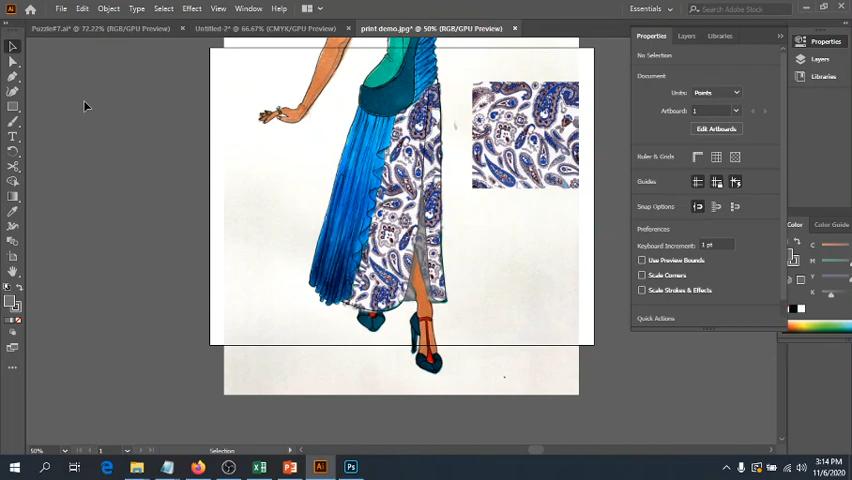 Ai File Edit Object Type Select Effect View Window Help Essentials Search Adobe Stock
Puzzle#7.ai* @ 72.22% (RGB/GPU Preview) × Untitled-2* @ 66.67% (CMYK/GPU Preview) × print demo.jpg* @ 50% (RGB/GPU Preview) ×
Properties Layers Libraries
Properties
Layers
Libraries
No Selection
Document
Units: Points
Artboard: 1
Edit Artboards
Ruler & Grids
Guides
Snap Options
Preferences
Keyboard Increment: 1 pt
Use Preview Bounds
Scale Corners
Scale Strokes & Effects
Quick Actions
Color Color Guide
C
M
Y
K
50% 1 Selection
Ai Ps
3:14 PM
11/6/2020